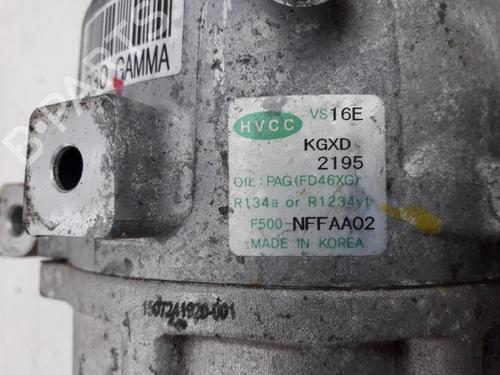 GAMMA
HVCC
VS16E
KGXD
2195
OIL:PAG(FD46XG)
R134a or R1234yf
F500-NFFAA02
MADE IN KOREA